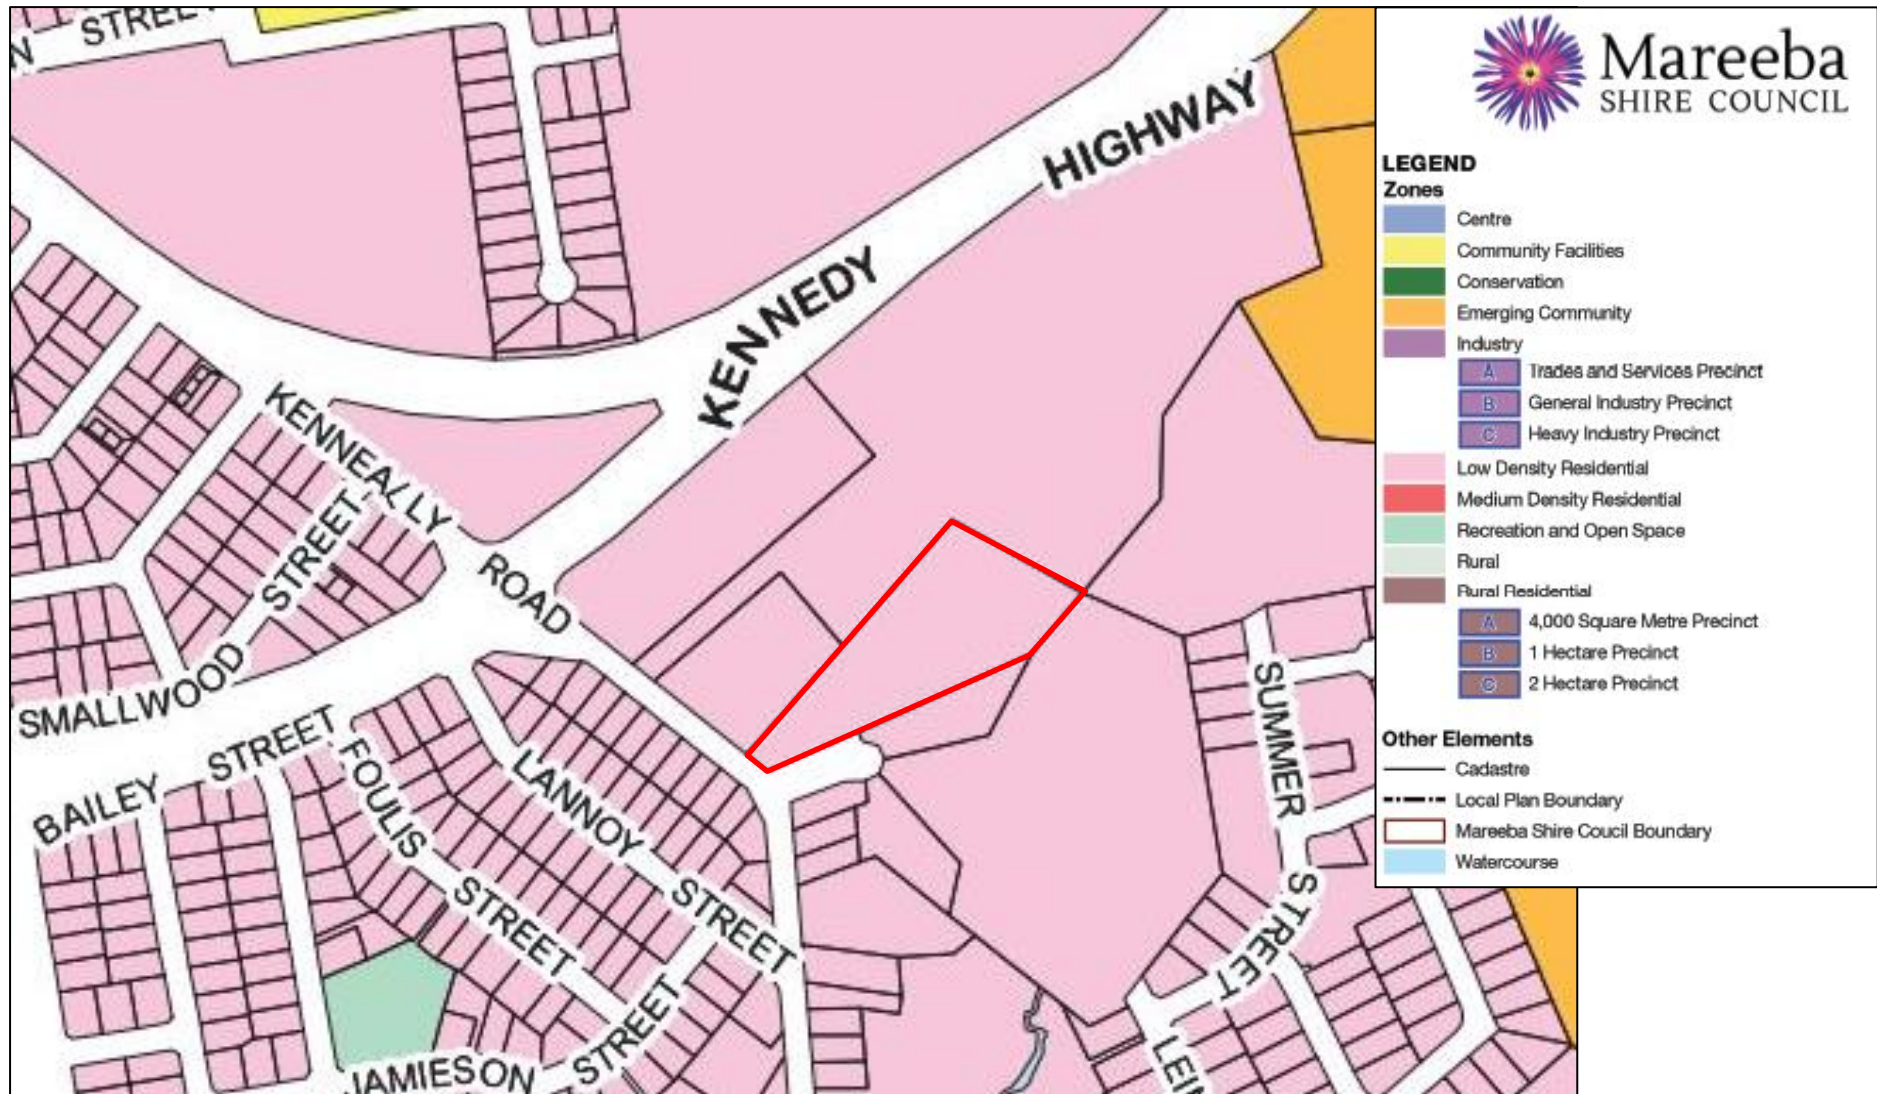 N STREET
HIGHWAY
KENNEDY
KENNEALLY
ROAD
STREET
SMALLWOOD
STREET
BAILEY
FOULIS
STREET
LANNOY
STREET
SUMMER
STREET
STREET
JAMIESON
Mareeba
SHIRE COUNCIL
LEGEND
Zones
Centre
Community Facilities
Conservation
Emerging Community
Industry
A Trades and Services Precinct
B General Industry Precinct
C Heavy Industry Precinct
Low Density Residential
Medium Density Residential
Recreation and Open Space
Rural
Rural Residential
A 4,000 Square Metre Precinct
B 1 Hectare Precinct
C 2 Hectare Precinct
Other Elements
Cadastre
Local Plan Boundary
Mareeba Shire Coucil Boundary
Watercourse